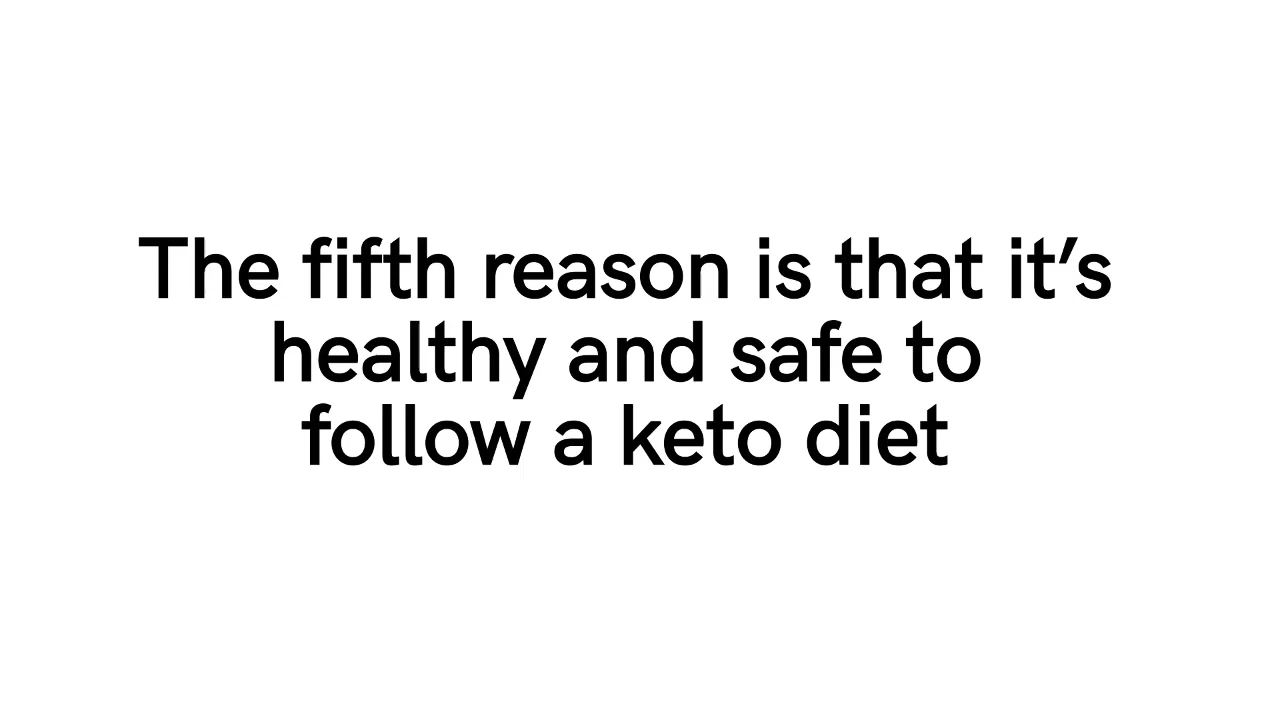 The fifth reason is that it’s
healthy and safe to
follow a keto diet